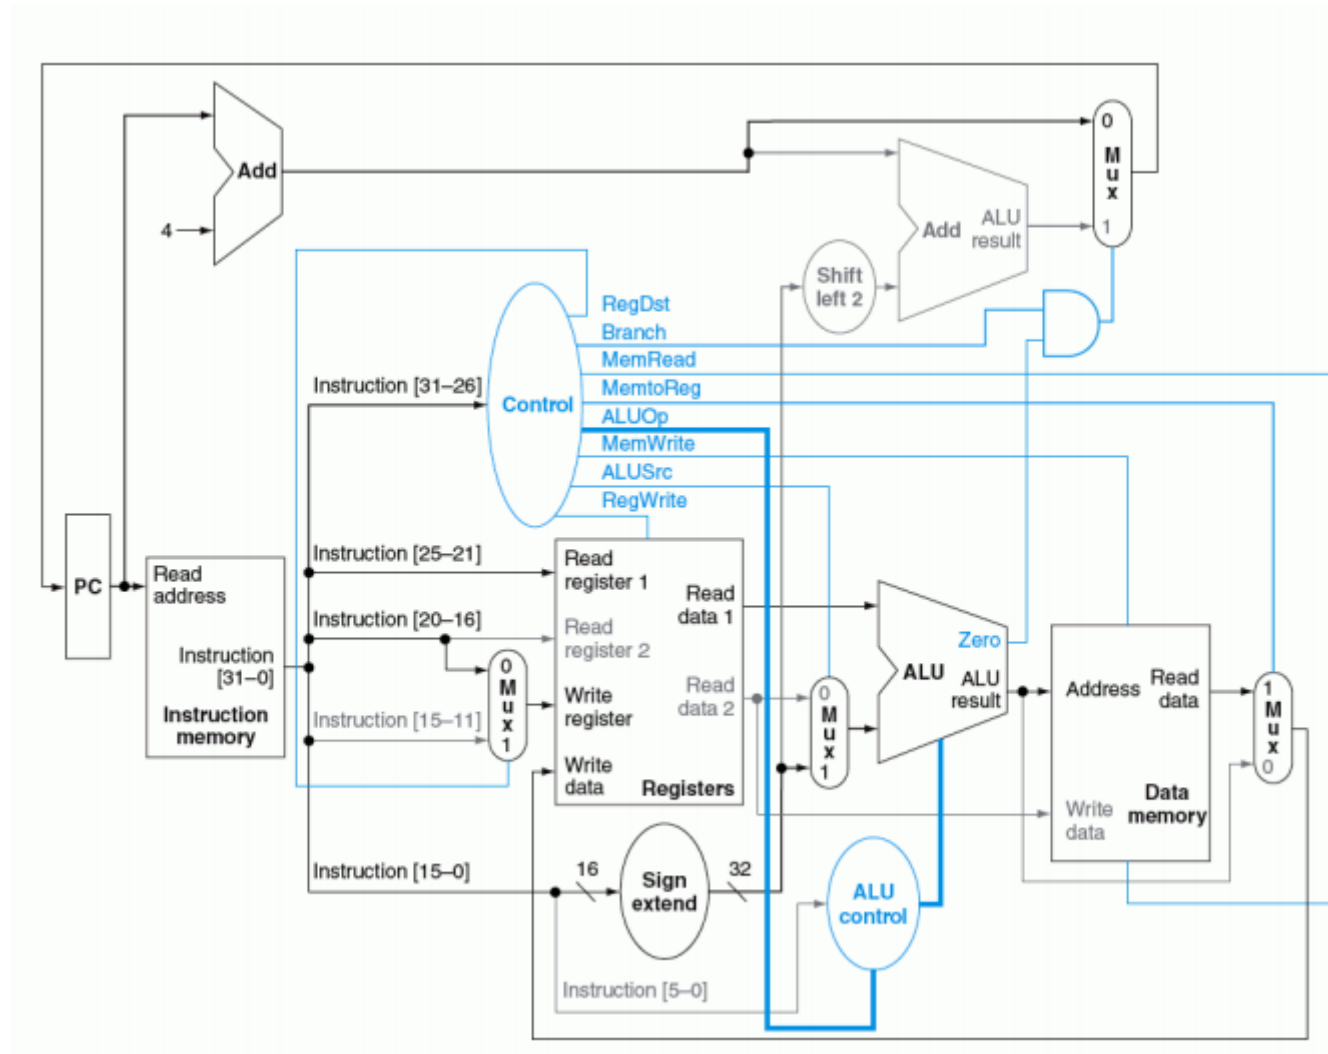 0
M
u
x
1
Add
4
Add
ALU
result
Shift
left 2
RegDst
Branch
MemRead
MemtoReg
ALUOp
MemWrite
ALUSrc
RegWrite
Control
Instruction [31–26]
Instruction [25–21]
Instruction [20–16]
Instruction [15–11]
Instruction [15–0]
Instruction [5–0]
PC
Read
address
Instruction
[31–0]
Instruction
memory
0
M
u
x
1
Read
register 1
Read
register 2
Write
register
Write
data
Read
data 1
Read
data 2
Registers
16
Sign
extend
32
0
M
u
x
1
Zero
ALU
ALU
result
ALU
control
Address
Read
data
Write
data
Data
memory
1
M
u
x
0